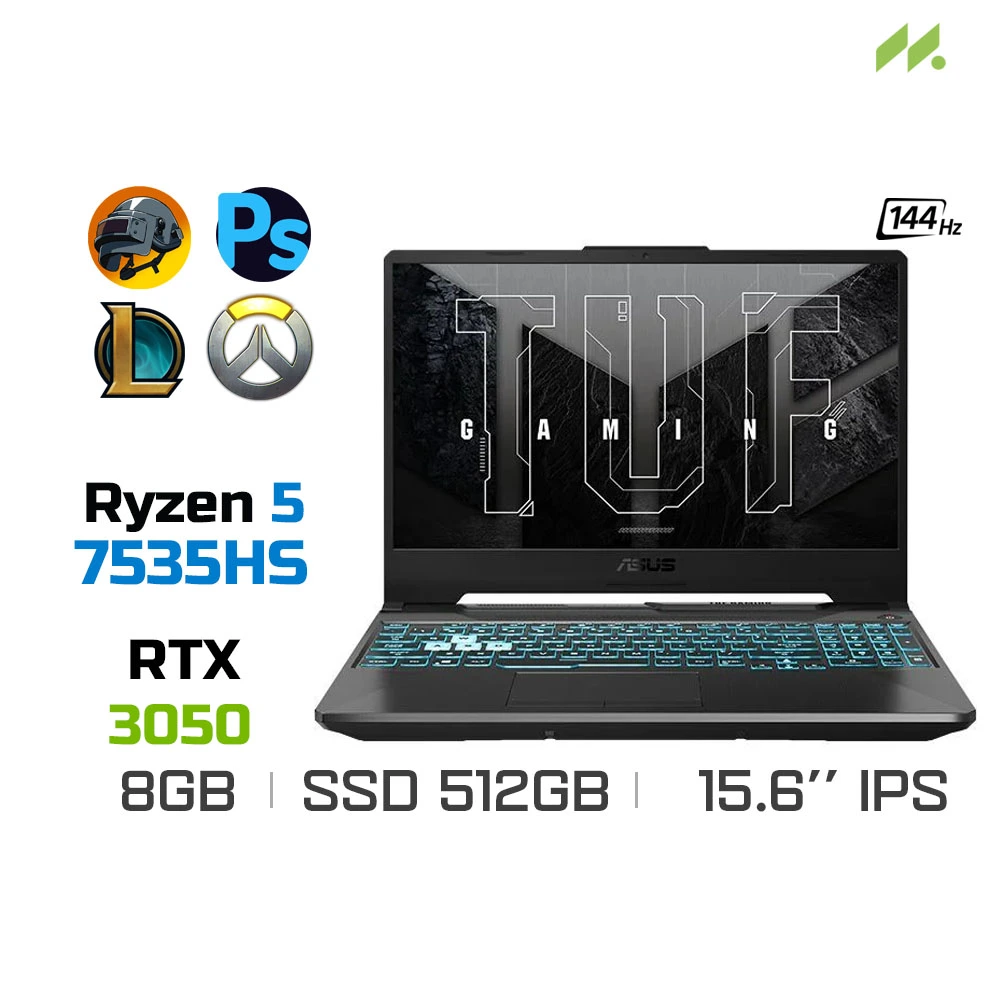 144Hz
Ps
TUF
GAMING
ASUS
Ryzen 5
7535HS
RTX
3050
8GB | SSD 512GB | 15.6’’ IPS